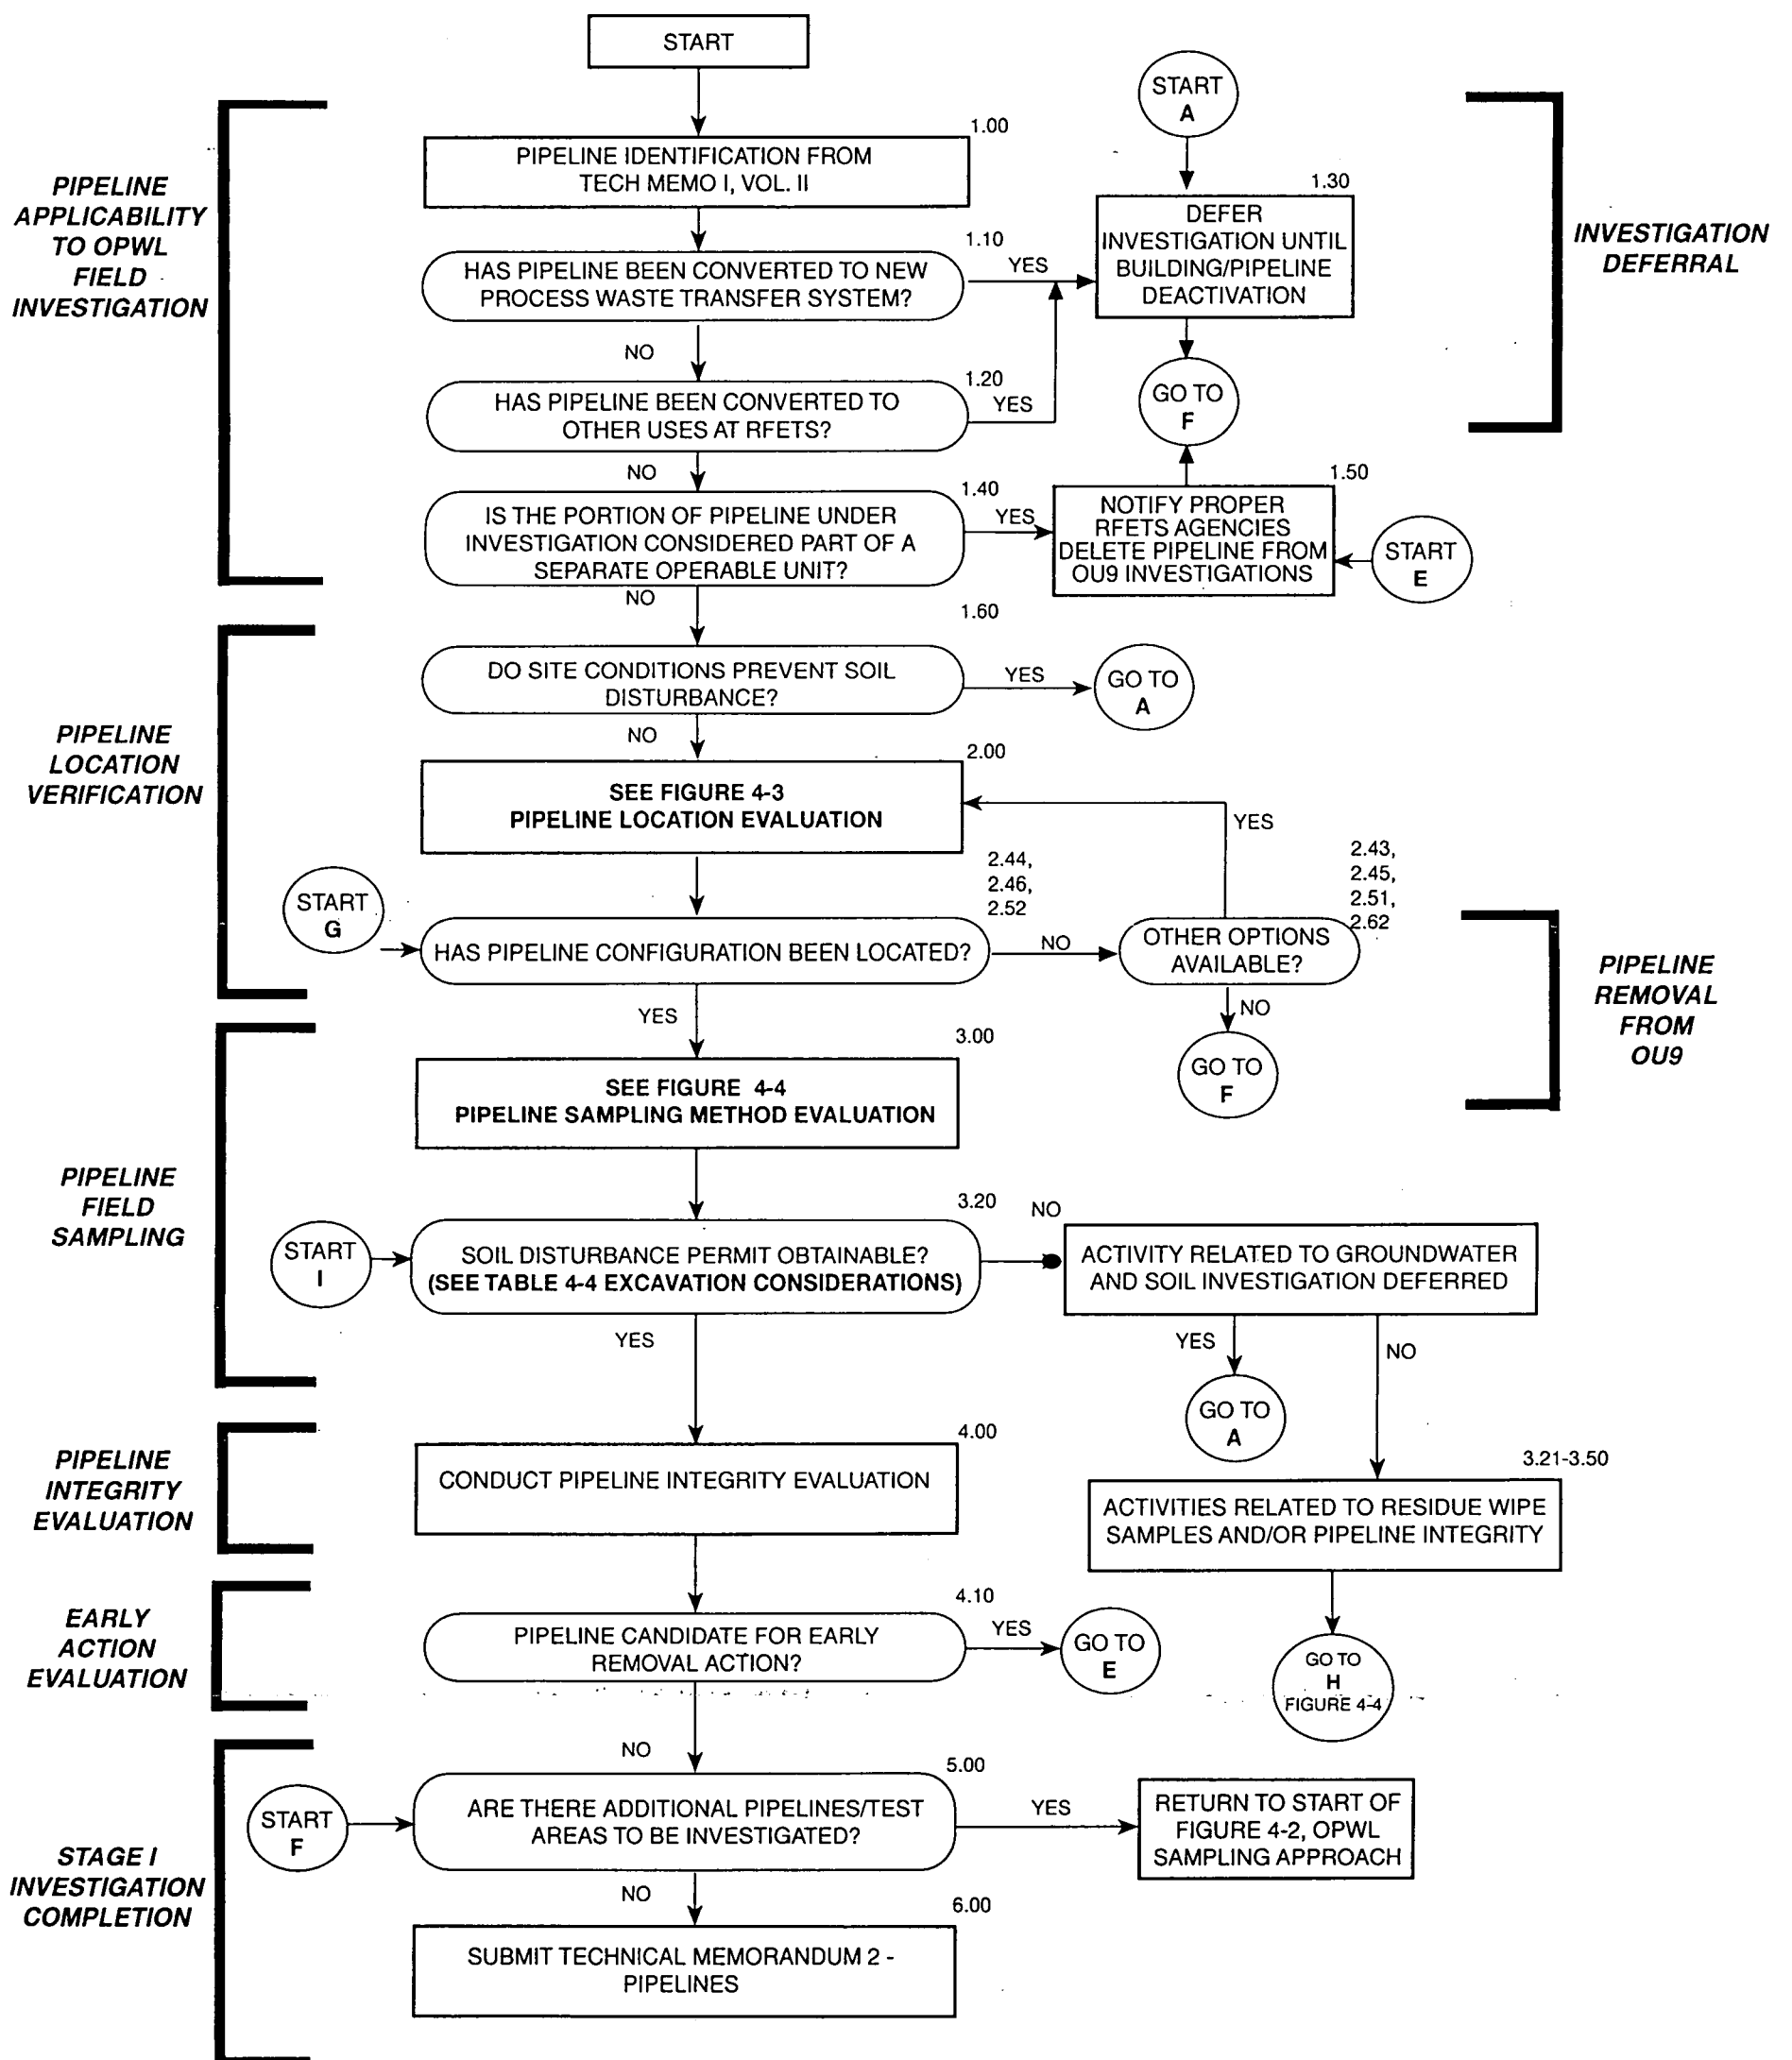 START
START
A
1.00
PIPELINE IDENTIFICATION FROM
TECH MEMO I, VOL. II
PIPELINE
APPLICABILITY
TO OPWL
FIELD
INVESTIGATION
1.10
HAS PIPELINE BEEN CONVERTED TO NEW
PROCESS WASTE TRANSFER SYSTEM?
YES
1.30
DEFER
INVESTIGATION UNTIL
BUILDING/PIPELINE
DEACTIVATION
INVESTIGATION
DEFERRAL
NO
1.20
HAS PIPELINE BEEN CONVERTED TO
OTHER USES AT RFETS?
YES
GO TO
F
NO
1.40
IS THE PORTION OF PIPELINE UNDER
INVESTIGATION CONSIDERED PART OF A
SEPARATE OPERABLE UNIT?
YES
1.50
NOTIFY PROPER
RFETS AGENCIES
DELETE PIPELINE FROM
OU9 INVESTIGATIONS
START
E
NO
1.60
DO SITE CONDITIONS PREVENT SOIL
DISTURBANCE?
YES
GO TO
A
PIPELINE
LOCATION
VERIFICATION
NO
2.00
SEE FIGURE 4-3
PIPELINE LOCATION EVALUATION
YES
START
G
2.44,
2.46,
2.52
HAS PIPELINE CONFIGURATION BEEN LOCATED?
NO
2.43,
2.45,
2.51,
2.62
OTHER OPTIONS
AVAILABLE?
PIPELINE
REMOVAL
FROM
OU9
YES
NO
GO TO
F
3.00
SEE FIGURE 4-4
PIPELINE SAMPLING METHOD EVALUATION
PIPELINE
FIELD
SAMPLING
START
I
3.20
SOIL DISTURBANCE PERMIT OBTAINABLE?
(SEE TABLE 4-4 EXCAVATION CONSIDERATIONS)
NO
ACTIVITY RELATED TO GROUNDWATER
AND SOIL INVESTIGATION DEFERRED
YES
YES
NO
GO TO
A
PIPELINE
INTEGRITY
EVALUATION
4.00
CONDUCT PIPELINE INTEGRITY EVALUATION
3.21-3.50
ACTIVITIES RELATED TO RESIDUE WIPE
SAMPLES AND/OR PIPELINE INTEGRITY
EARLY
ACTION
EVALUATION
4.10
PIPELINE CANDIDATE FOR EARLY
REMOVAL ACTION?
YES
GO TO
E
GO TO
H
FIGURE 4-4
NO
START
F
5.00
ARE THERE ADDITIONAL PIPELINES/TEST
AREAS TO BE INVESTIGATED?
YES
RETURN TO START OF
FIGURE 4-2, OPWL
SAMPLING APPROACH
STAGE I
INVESTIGATION
COMPLETION
NO
6.00
SUBMIT TECHNICAL MEMORANDUM 2 -
PIPELINES